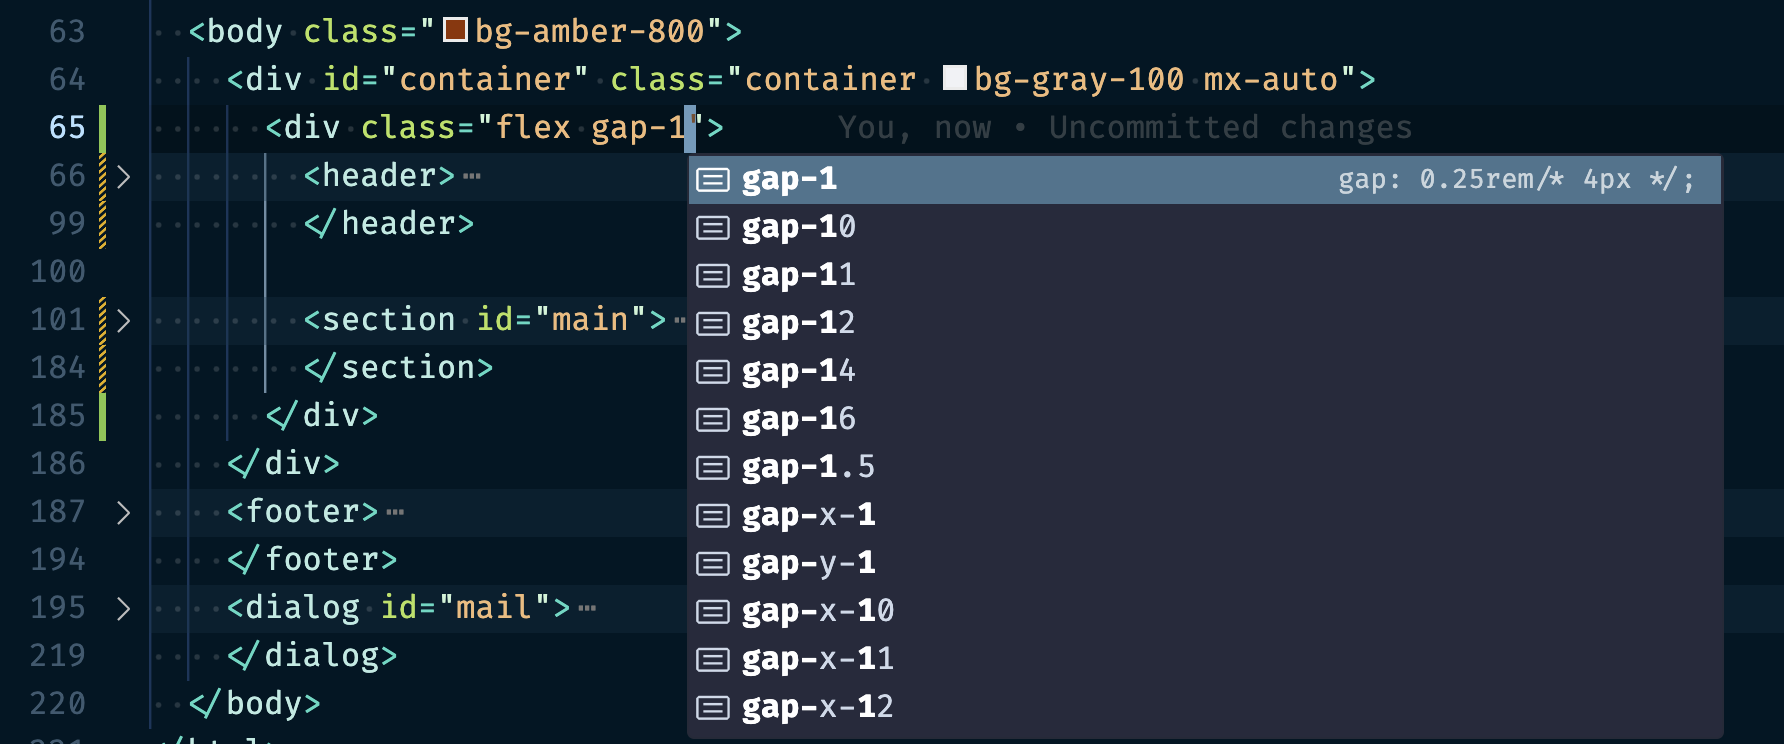 63 <body class="bg-amber-800">
64 <div id="container" class="container bg-gray-100 mx-auto">
65 <div class="flex gap-1"> You, now • Uncommitted changes
66 <header>…
99 </header>
100
101 <section id="main">…
184 </section>
185 </div>
186 </div>
187 <footer>…
194 </footer>
195 <dialog id="mail">…
219 </dialog>
220 </body>
gap-1 gap: 0.25rem/* 4px */;
gap-10
gap-11
gap-12
gap-14
gap-16
gap-1.5
gap-x-1
gap-y-1
gap-x-10
gap-x-11
gap-x-12